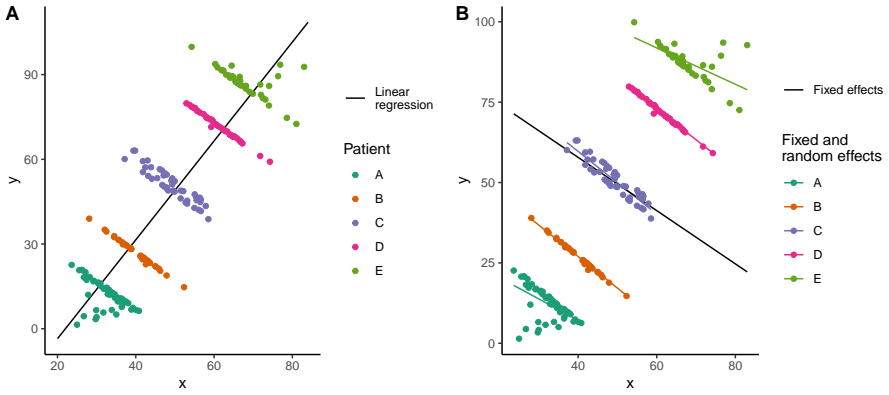 A
y
90
60
30
0
20
40
60
80
x
Linear
regression
Patient
A
B
C
D
E
B
y
100
75
50
25
0
40
60
80
x
Fixed effects
Fixed and
random effects
A
B
C
D
E